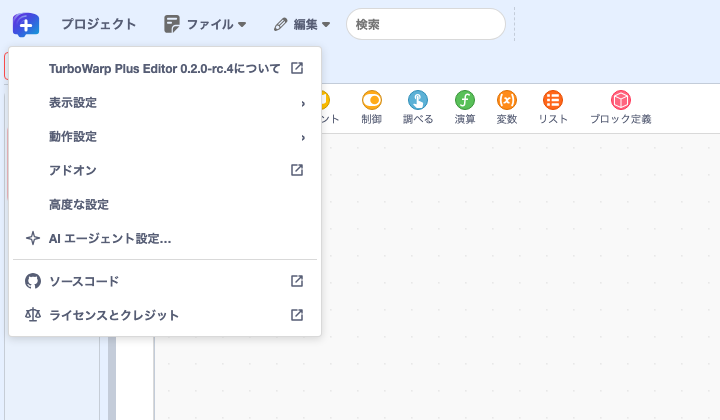 プロジェクト
ファイル
編集
検索
TurboWarp Plus Editor 0.2.0-rc.4について
表示設定
動作設定
アドオン
高度な設定
AI エージェント設定...
ソースコード
ライセンスとクレジット
ント
制御
調べる
演算
変数
リスト
ブロック定義